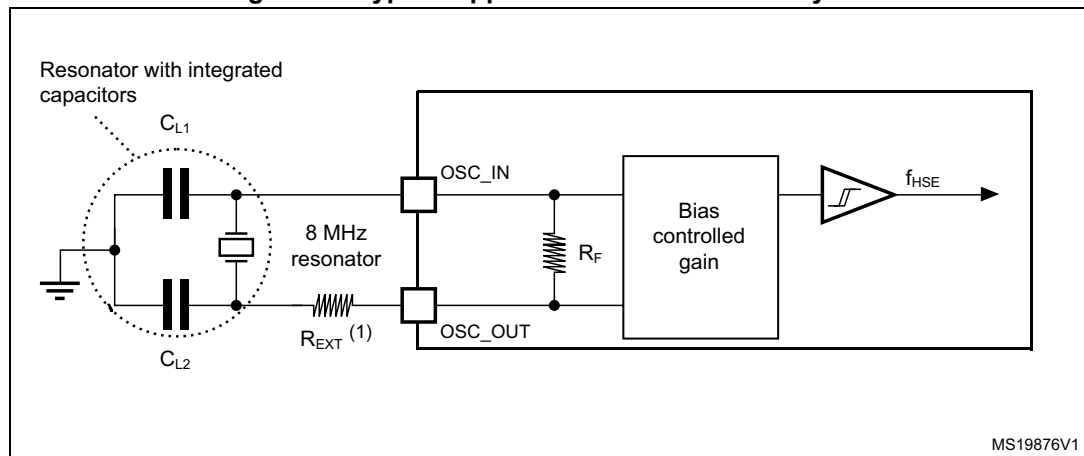 Resonator with integrated
capacitors
CL1
OSC_IN
fHSE
8 MHz
resonator
RF
Bias
controlled
gain
REXT (1)
OSC_OUT
CL2
MS19876V1